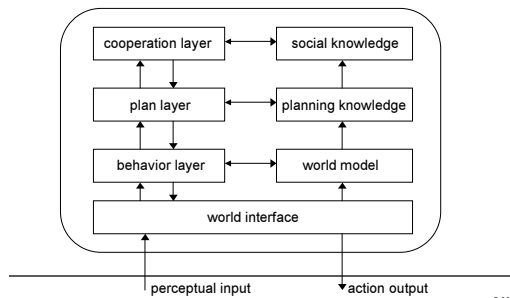 cooperation layer
social knowledge
plan layer
planning knowledge
behavior layer
world model
world interface
perceptual input
action output